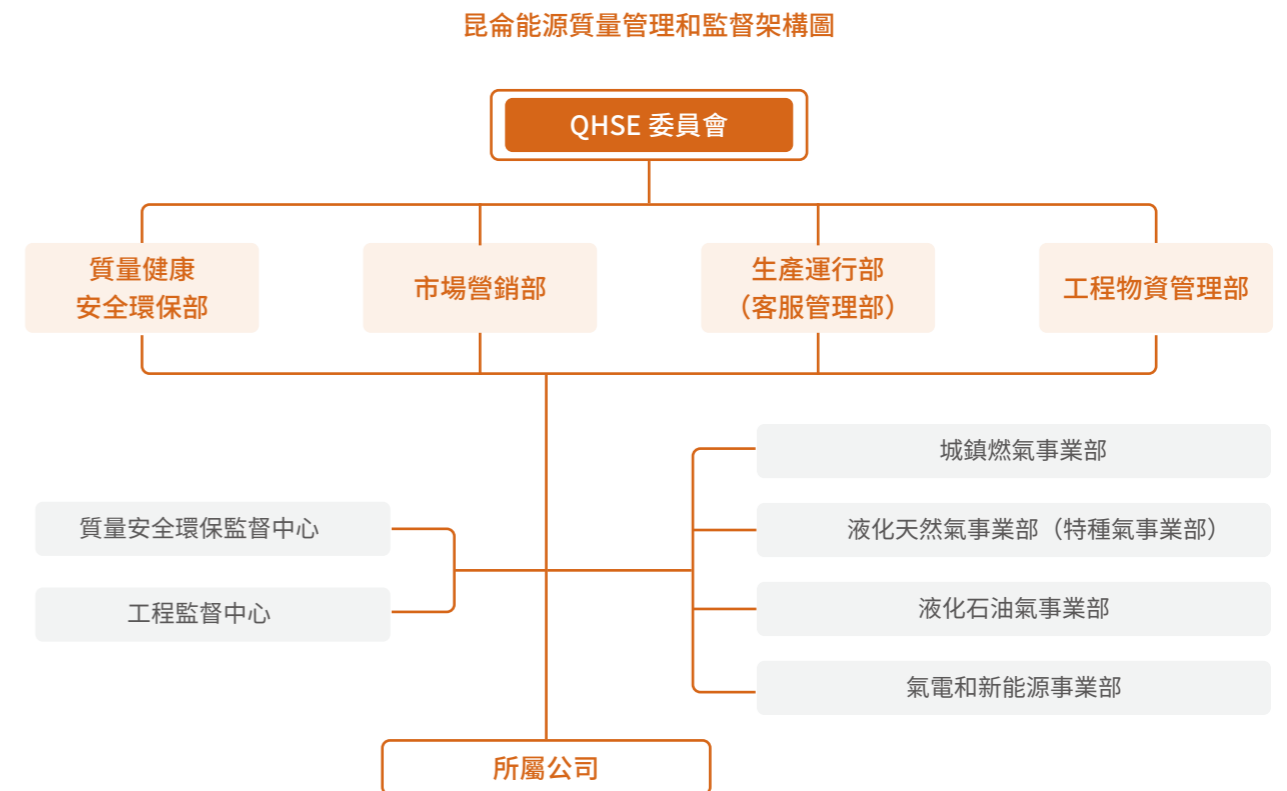 昆侖能源質量管理和監督架構圖
QHSE 委員會
質量健康
安全環保部
市場營銷部
生產運行部
（客服管理部）
工程物資管理部
質量安全環保監督中心
工程監督中心
城鎮燃氣事業部
液化天然氣事業部（特種氣事業部）
液化石油氣事業部
氣電和新能源事業部
所屬公司